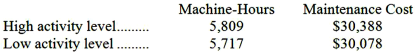 Machine-Hours Maintenance Cost
High activity level......... 5,809 $30,388
Low activity level ......... 5,717 $30,078